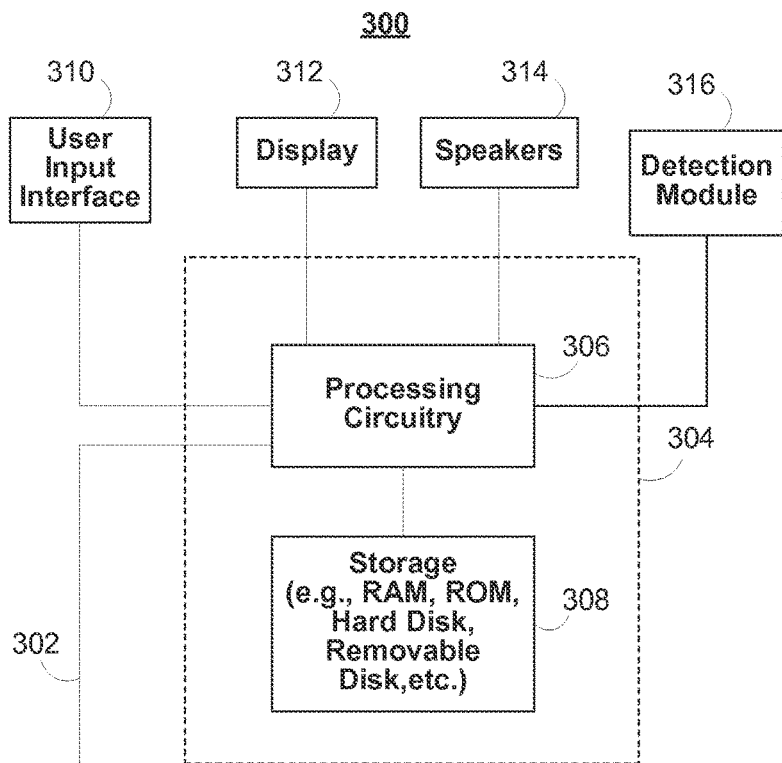 300
310
312
314
316
User
Input
Interface
Display
Speakers
Detection
Module
306
Processing
Circuitry
304
Storage
(e.g., RAM, ROM,
Hard Disk,
Removable
Disk,etc.)
308
302